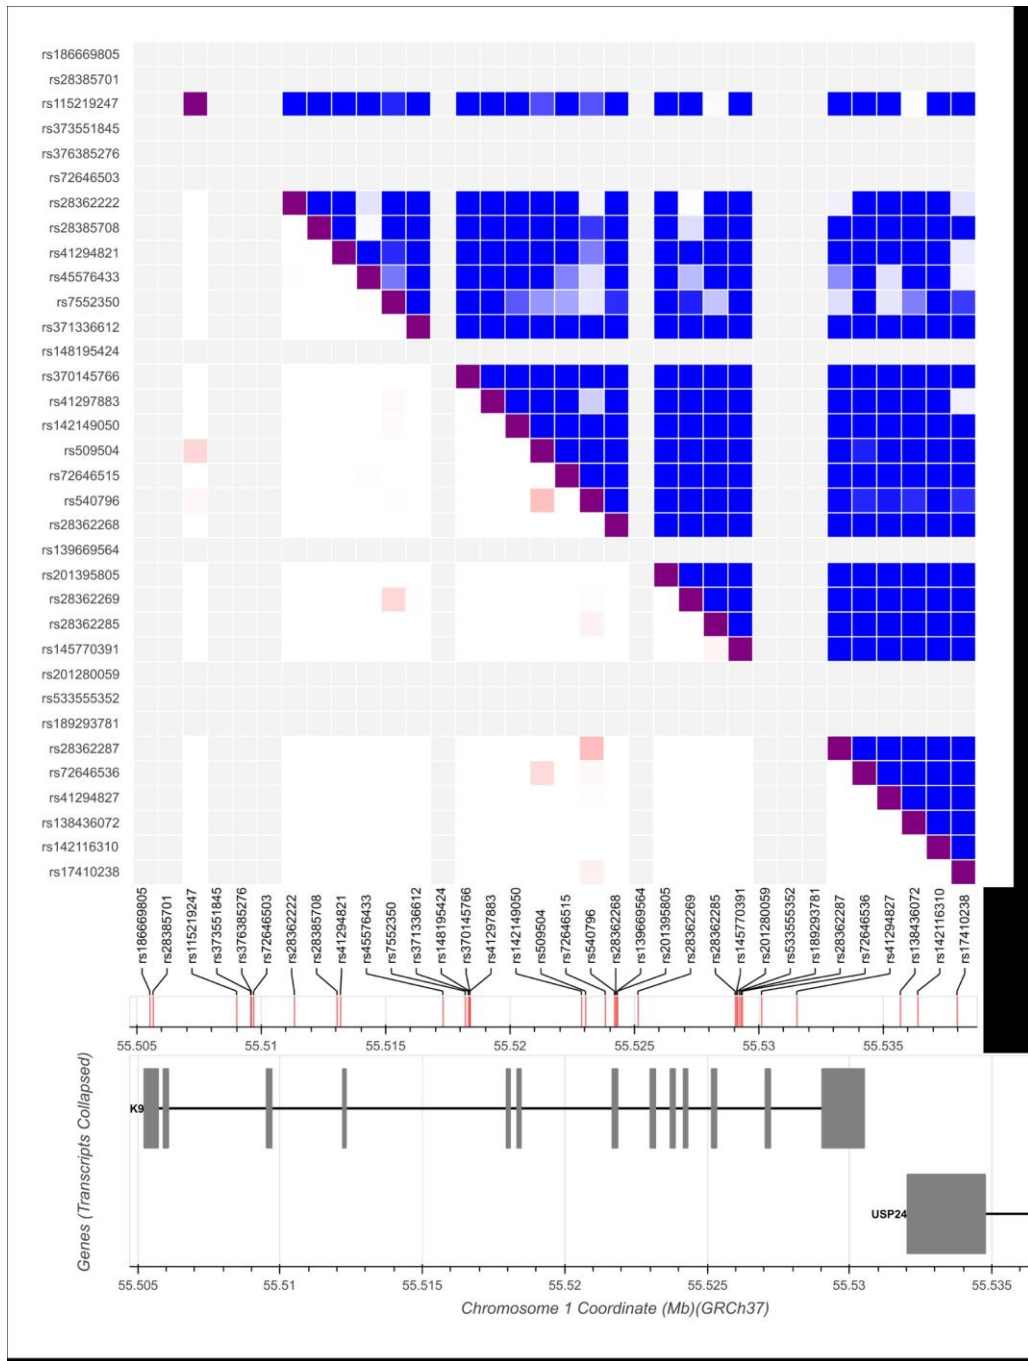 rs186669805
rs28385701
rs115219247
rs373551845
rs376385276
rs72646503
rs28362222
rs28385708
rs41294821
rs45576433
rs7552350
rs371336612
rs148195424
rs370145766
rs41297883
rs142149050
rs509504
rs72646515
rs540796
rs28362268
rs139669564
rs201395805
rs28362269
rs28362285
rs145770391
rs201280059
rs533555352
rs189293781
rs28362287
rs72646536
rs41294827
rs138436072
rs142116310
rs17410238
rs186669805 rs28385701 rs115219247 rs373551845 rs376385276 rs72646503 rs28362222 rs28385708 rs41294821 rs45576433 rs7552350 rs371336612 rs148195424 rs370145766 rs41297883 rs142149050 rs509504 rs72646515 rs540796 rs28362268 rs139669564 rs201395805 rs28362269 rs28362285 rs145770391 rs201280059 rs533555352 rs189293781 rs28362287 rs72646536 rs41294827 rs138436072 rs142116310 rs17410238
55.505 55.51 55.515 55.52 55.525 55.53 55.535
Genes (Transcripts Collapsed)
K9
USP24
55.505 55.51 55.515 55.52 55.525 55.53 55.535
Chromosome 1 Coordinate (Mb)(GRCh37)